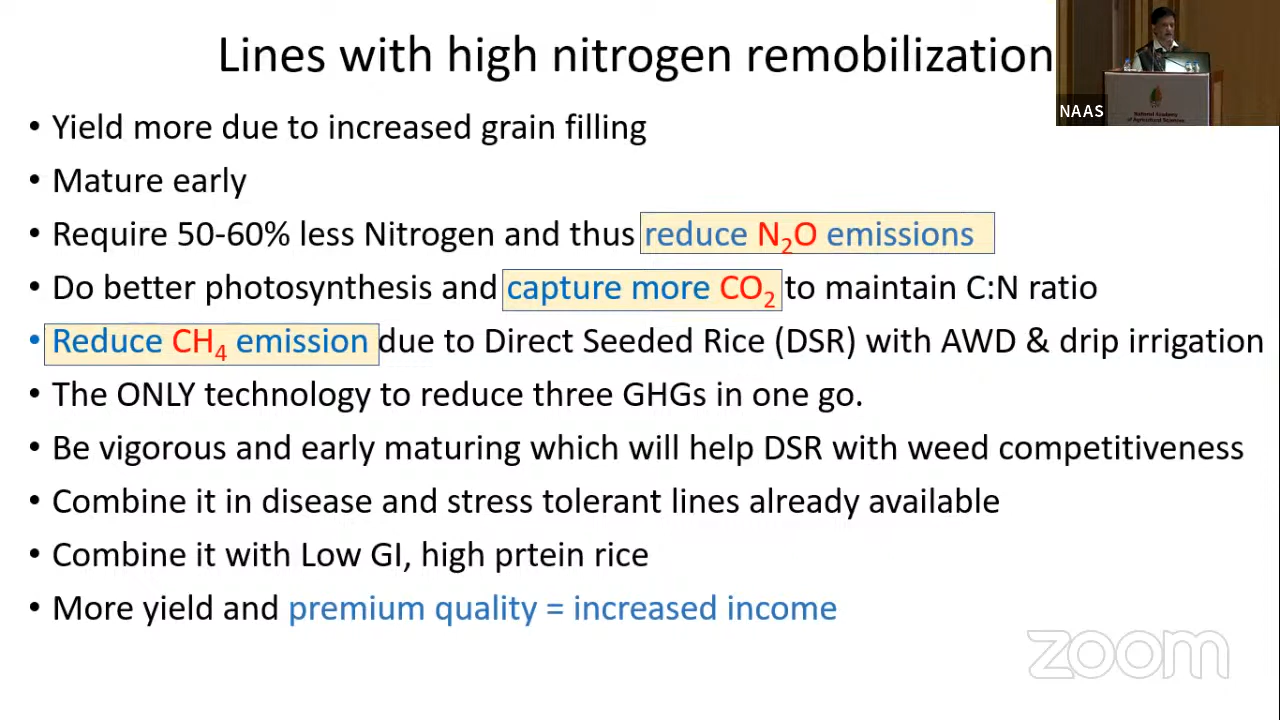 Lines with high nitrogen remobilization
NAAS
National Academy
of Agricultural Sciences
• Yield more due to increased grain filling
• Mature early
• Require 50-60% less Nitrogen and thus reduce N₂O emissions
• Do better photosynthesis and capture more CO₂ to maintain C:N ratio
• Reduce CH₄ emission due to Direct Seeded Rice (DSR) with AWD & drip irrigation
• The ONLY technology to reduce three GHGs in one go.
• Be vigorous and early maturing which will help DSR with weed competitiveness
• Combine it in disease and stress tolerant lines already available
• Combine it with Low GI, high prtein rice
• More yield and premium quality = increased income
zoom